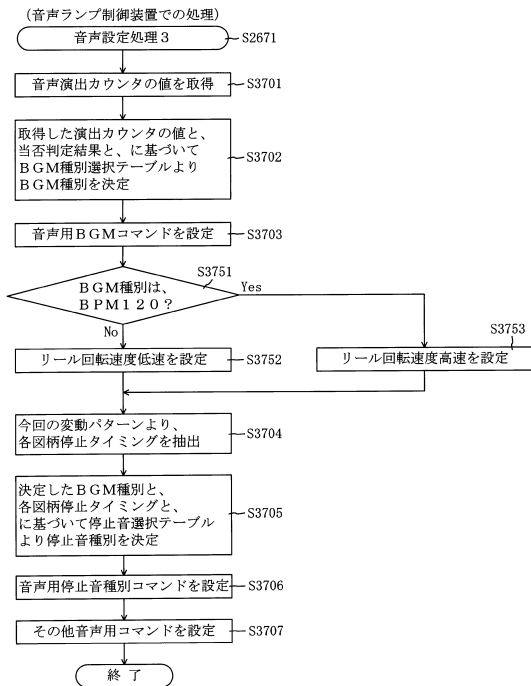 （音声ランプ制御装置での処理）
音声設定処理３
S2671
音声演出カウンタの値を取得
S3701
取得した演出カウンタの値と、
当否判定結果と、に基づいて
ＢＧＭ種別選択テーブルより
ＢＧＭ種別を決定
S3702
音声用ＢＧＭコマンドを設定
S3703
S3751
ＢＧＭ種別は、
ＢＰＭ１２０？
Yes
No
S3753
リール回転速度低速を設定
S3752
リール回転速度高速を設定
今回の変動パターンより、
各図柄停止タイミングを抽出
S3704
決定したＢＧＭ種別と、
各図柄停止タイミングと、
に基づいて停止音選択テーブル
より停止音種別を決定
S3705
音声用停止音種別コマンドを設定
S3706
その他音声用コマンドを設定
S3707
終 了